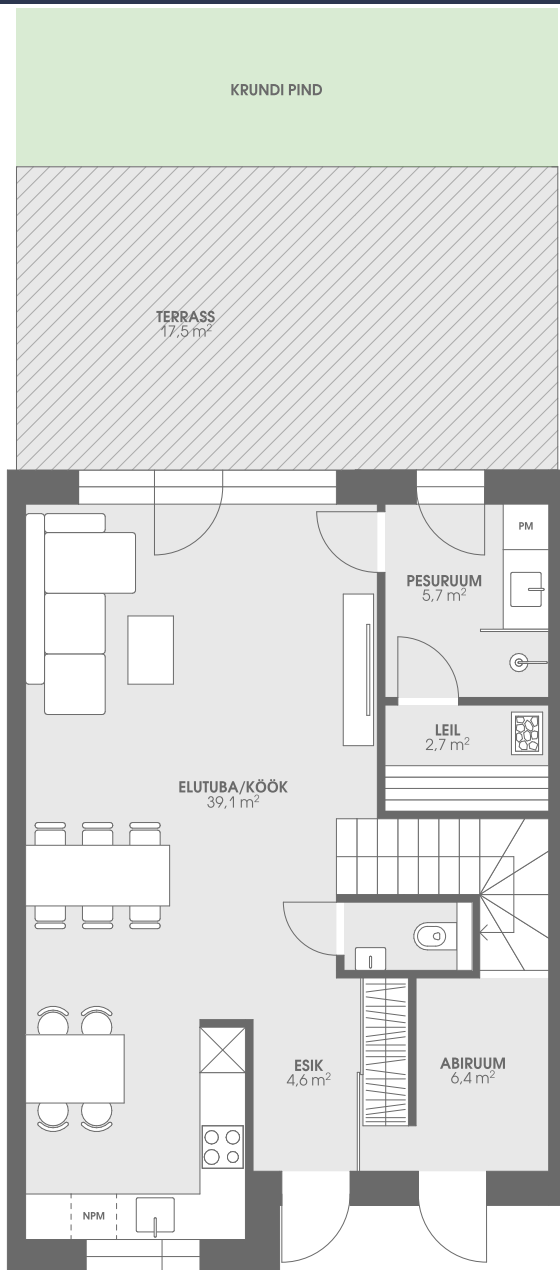 KRUNDI PIND
TERRASS
17,5 m²
PM
PESURUUM
5,7 m²
LEIL
2,7 m²
ELUTUBA/KÖÖK
39,1 m²
ESIK
4,6 m²
ABIRUUM
6,4 m²
NPM